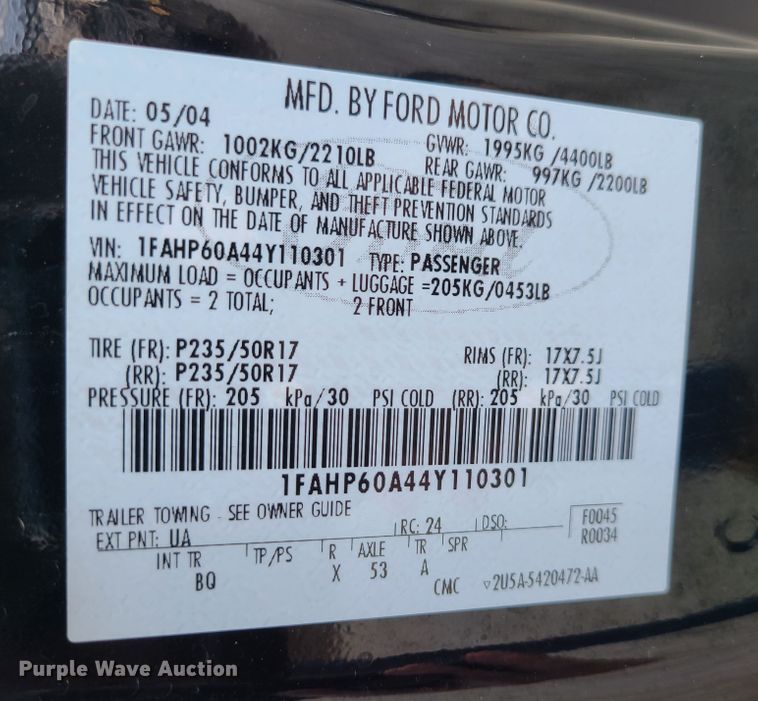 MFD. BY FORD MOTOR CO.
DATE: 05/04 GVWR: 1995KG /4400LB
FRONT GAWR: 1002KG/2210LB REAR GAWR: 997KG /2200LB
THIS VEHICLE CONFORMS TO ALL APPLICABLE FEDERAL MOTOR
VEHICLE SAFETY, BUMPER, AND THEFT PREVENTION STANDARDS
IN EFFECT ON THE DATE OF MANUFACTURE SHOWN ABOVE.
VIN: 1FAHP60A44Y110301 TYPE: PASSENGER
MAXIMUM LOAD = OCCUPANTS + LUGGAGE =205KG/0453LB
OCCUPANTS = 2 TOTAL; 2 FRONT
TIRE (FR): P235/50R17 RIMS (FR): 17X7.5J
(RR): P235/50R17 (RR): 17X7.5J
PRESSURE (FR): 205 kPa/30 PSI COLD (RR): 205 kPa/30 PSI COLD
1FAHP60A44Y110301
TRAILER TOWING - SEE OWNER GUIDE
EXT PNT: UA RC: 24 DSO: F0045
R0034
INT TR TP/PS R AXLE TR SPR
BQ X 53 A
CMC ▽2U5A-5420472-AA
Purple Wave Auction